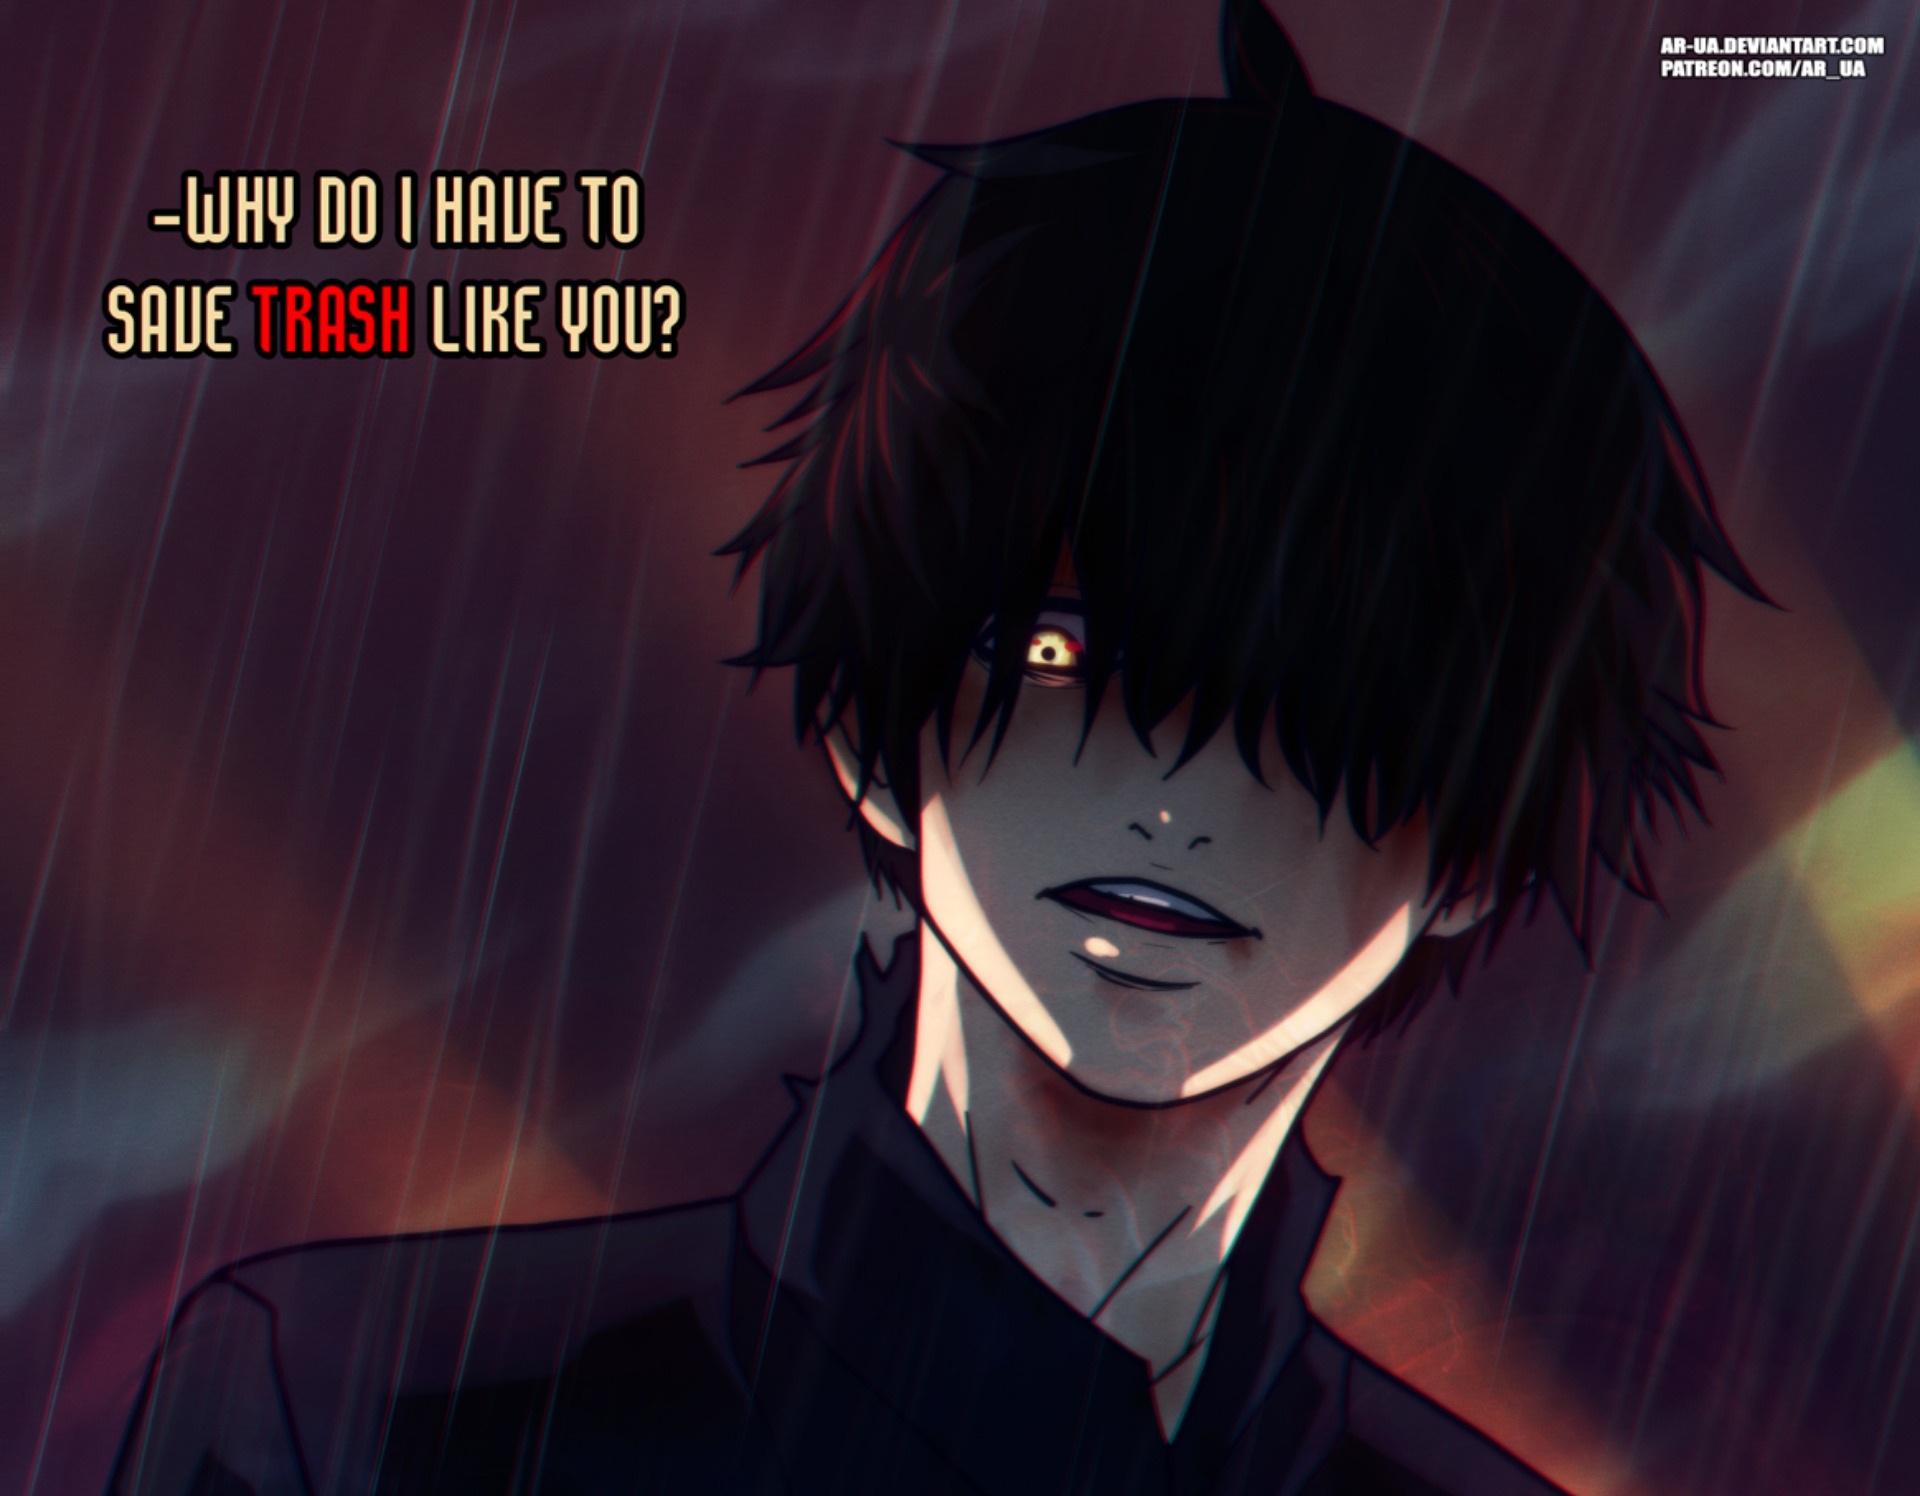 AR-UA.DEVIANTART.COM
PATREON.COM/AR_UA
-WHY DO I HAVE TO
SAVE TRASH LIKE YOU?